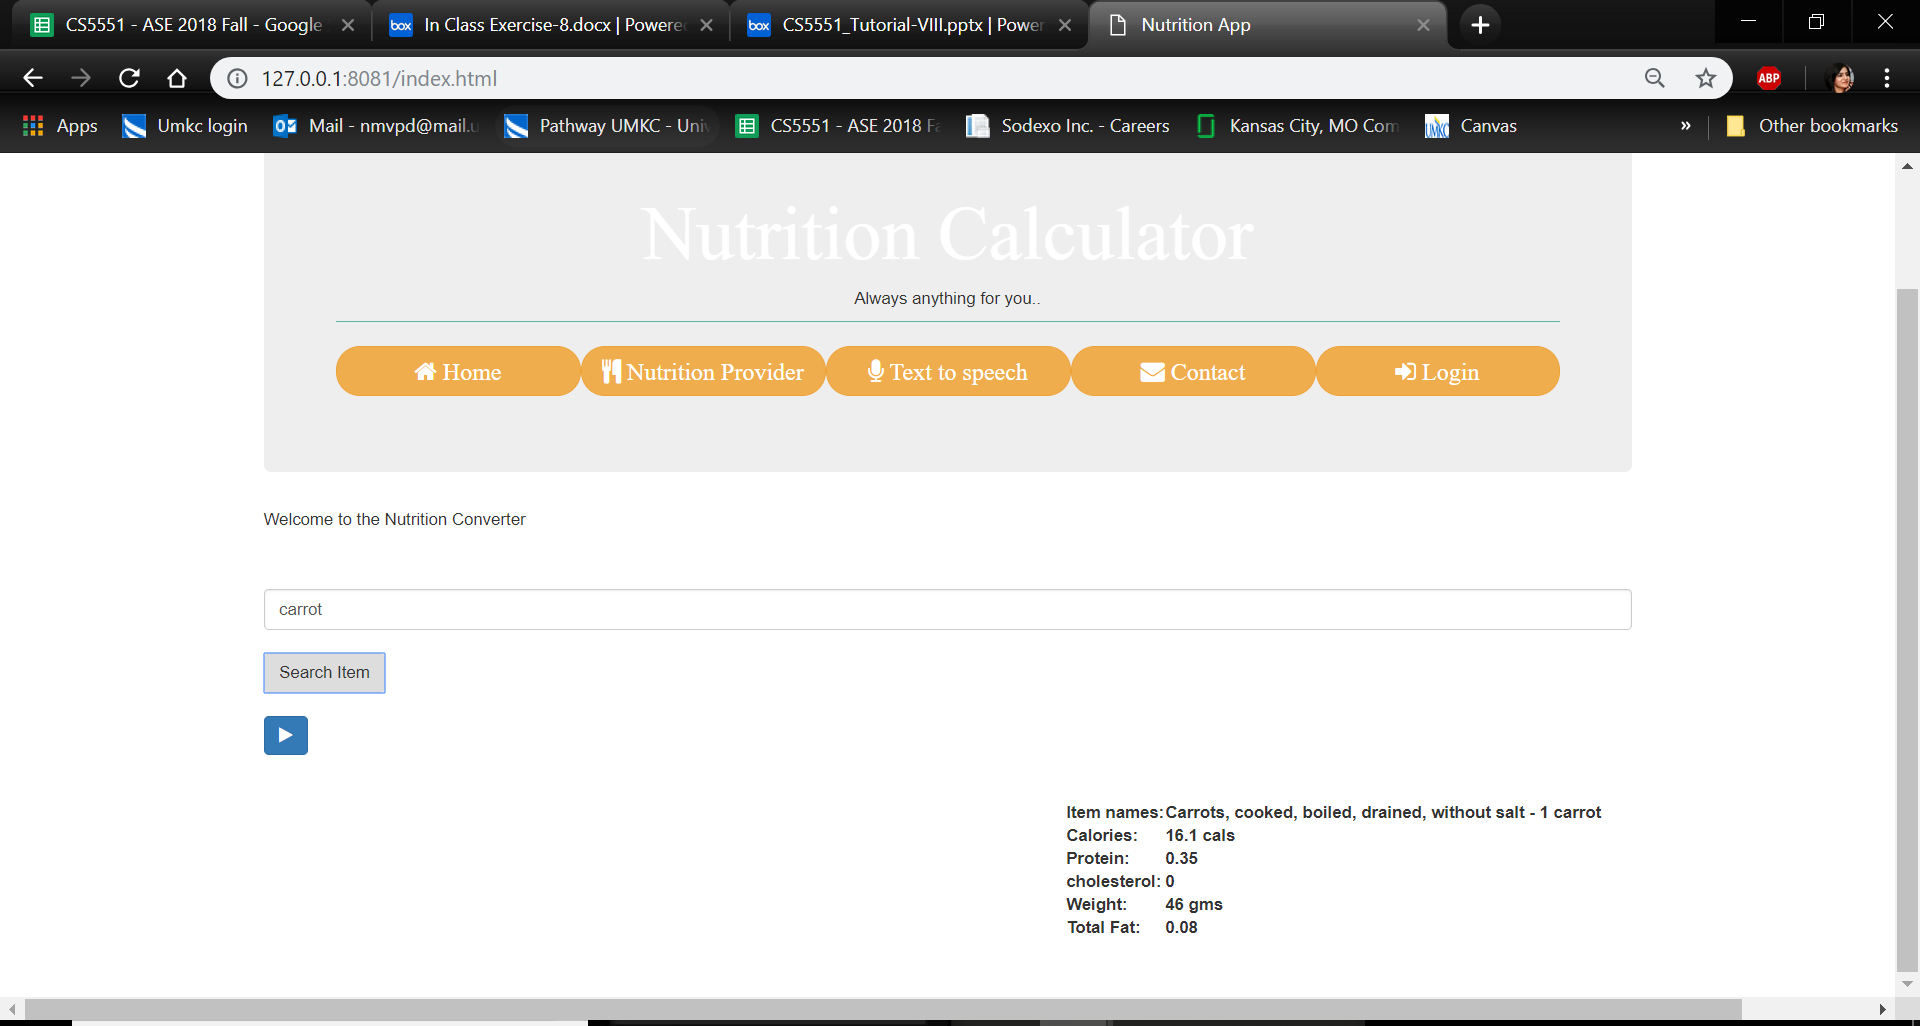 CS5551 - ASE 2018 Fall - Google
In Class Exercise-8.docx | Powered
CS5551_Tutorial-VIII.pptx | Power
Nutrition App
127.0.0.1:8081/index.html
ABP
Apps
Umkc login
Mail - nmvpd@mail.u
Pathway UMKC - Univ
CS5551 - ASE 2018 Fa
Sodexo Inc. - Careers
Kansas City, MO Com
Canvas
»
Other bookmarks
Nutrition Calculator
Always anything for you..
Home
Nutrition Provider
Text to speech
Contact
Login
Welcome to the Nutrition Converter
carrot
Search Item
Item names: Carrots, cooked, boiled, drained, without salt - 1 carrot
Calories: 16.1 cals
Protein: 0.35
cholesterol: 0
Weight: 46 gms
Total Fat: 0.08